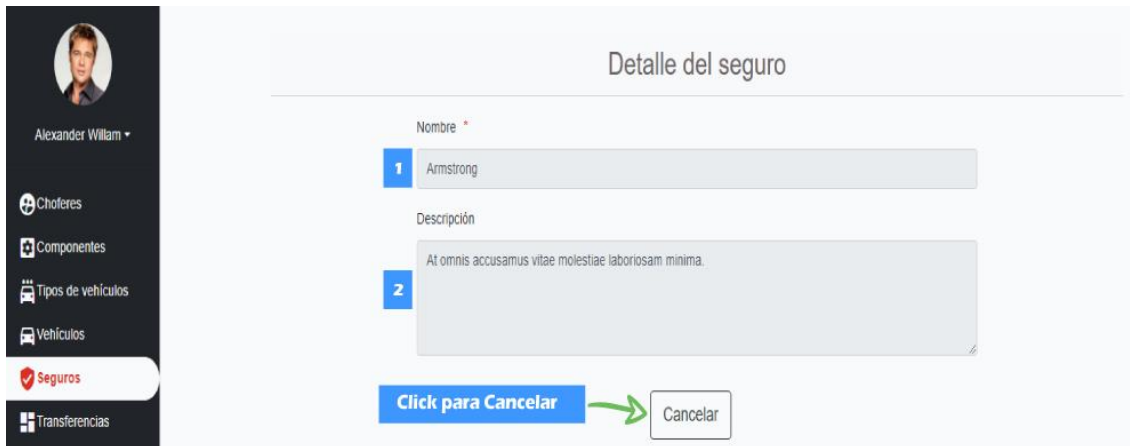 Alexander Willam
Choferes
Componentes
Tipos de vehículos
Vehículos
Seguros
Transferencias
Detalle del seguro
Nombre *
1
Armstrong
Descripción
2
At omnis accusamus vitae molestiae laboriosam minima.
Click para Cancelar
Cancelar